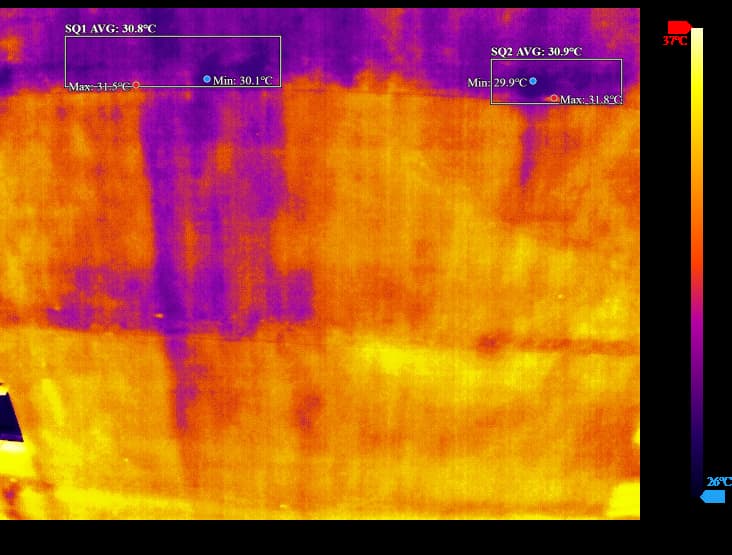 SQ1 AVG: 30.8℃
37℃
SQ2 AVG: 30.9℃
Max: 31.5℃
Min: 30.1℃
Min: 29.9℃
Max: 31.8℃
26℃